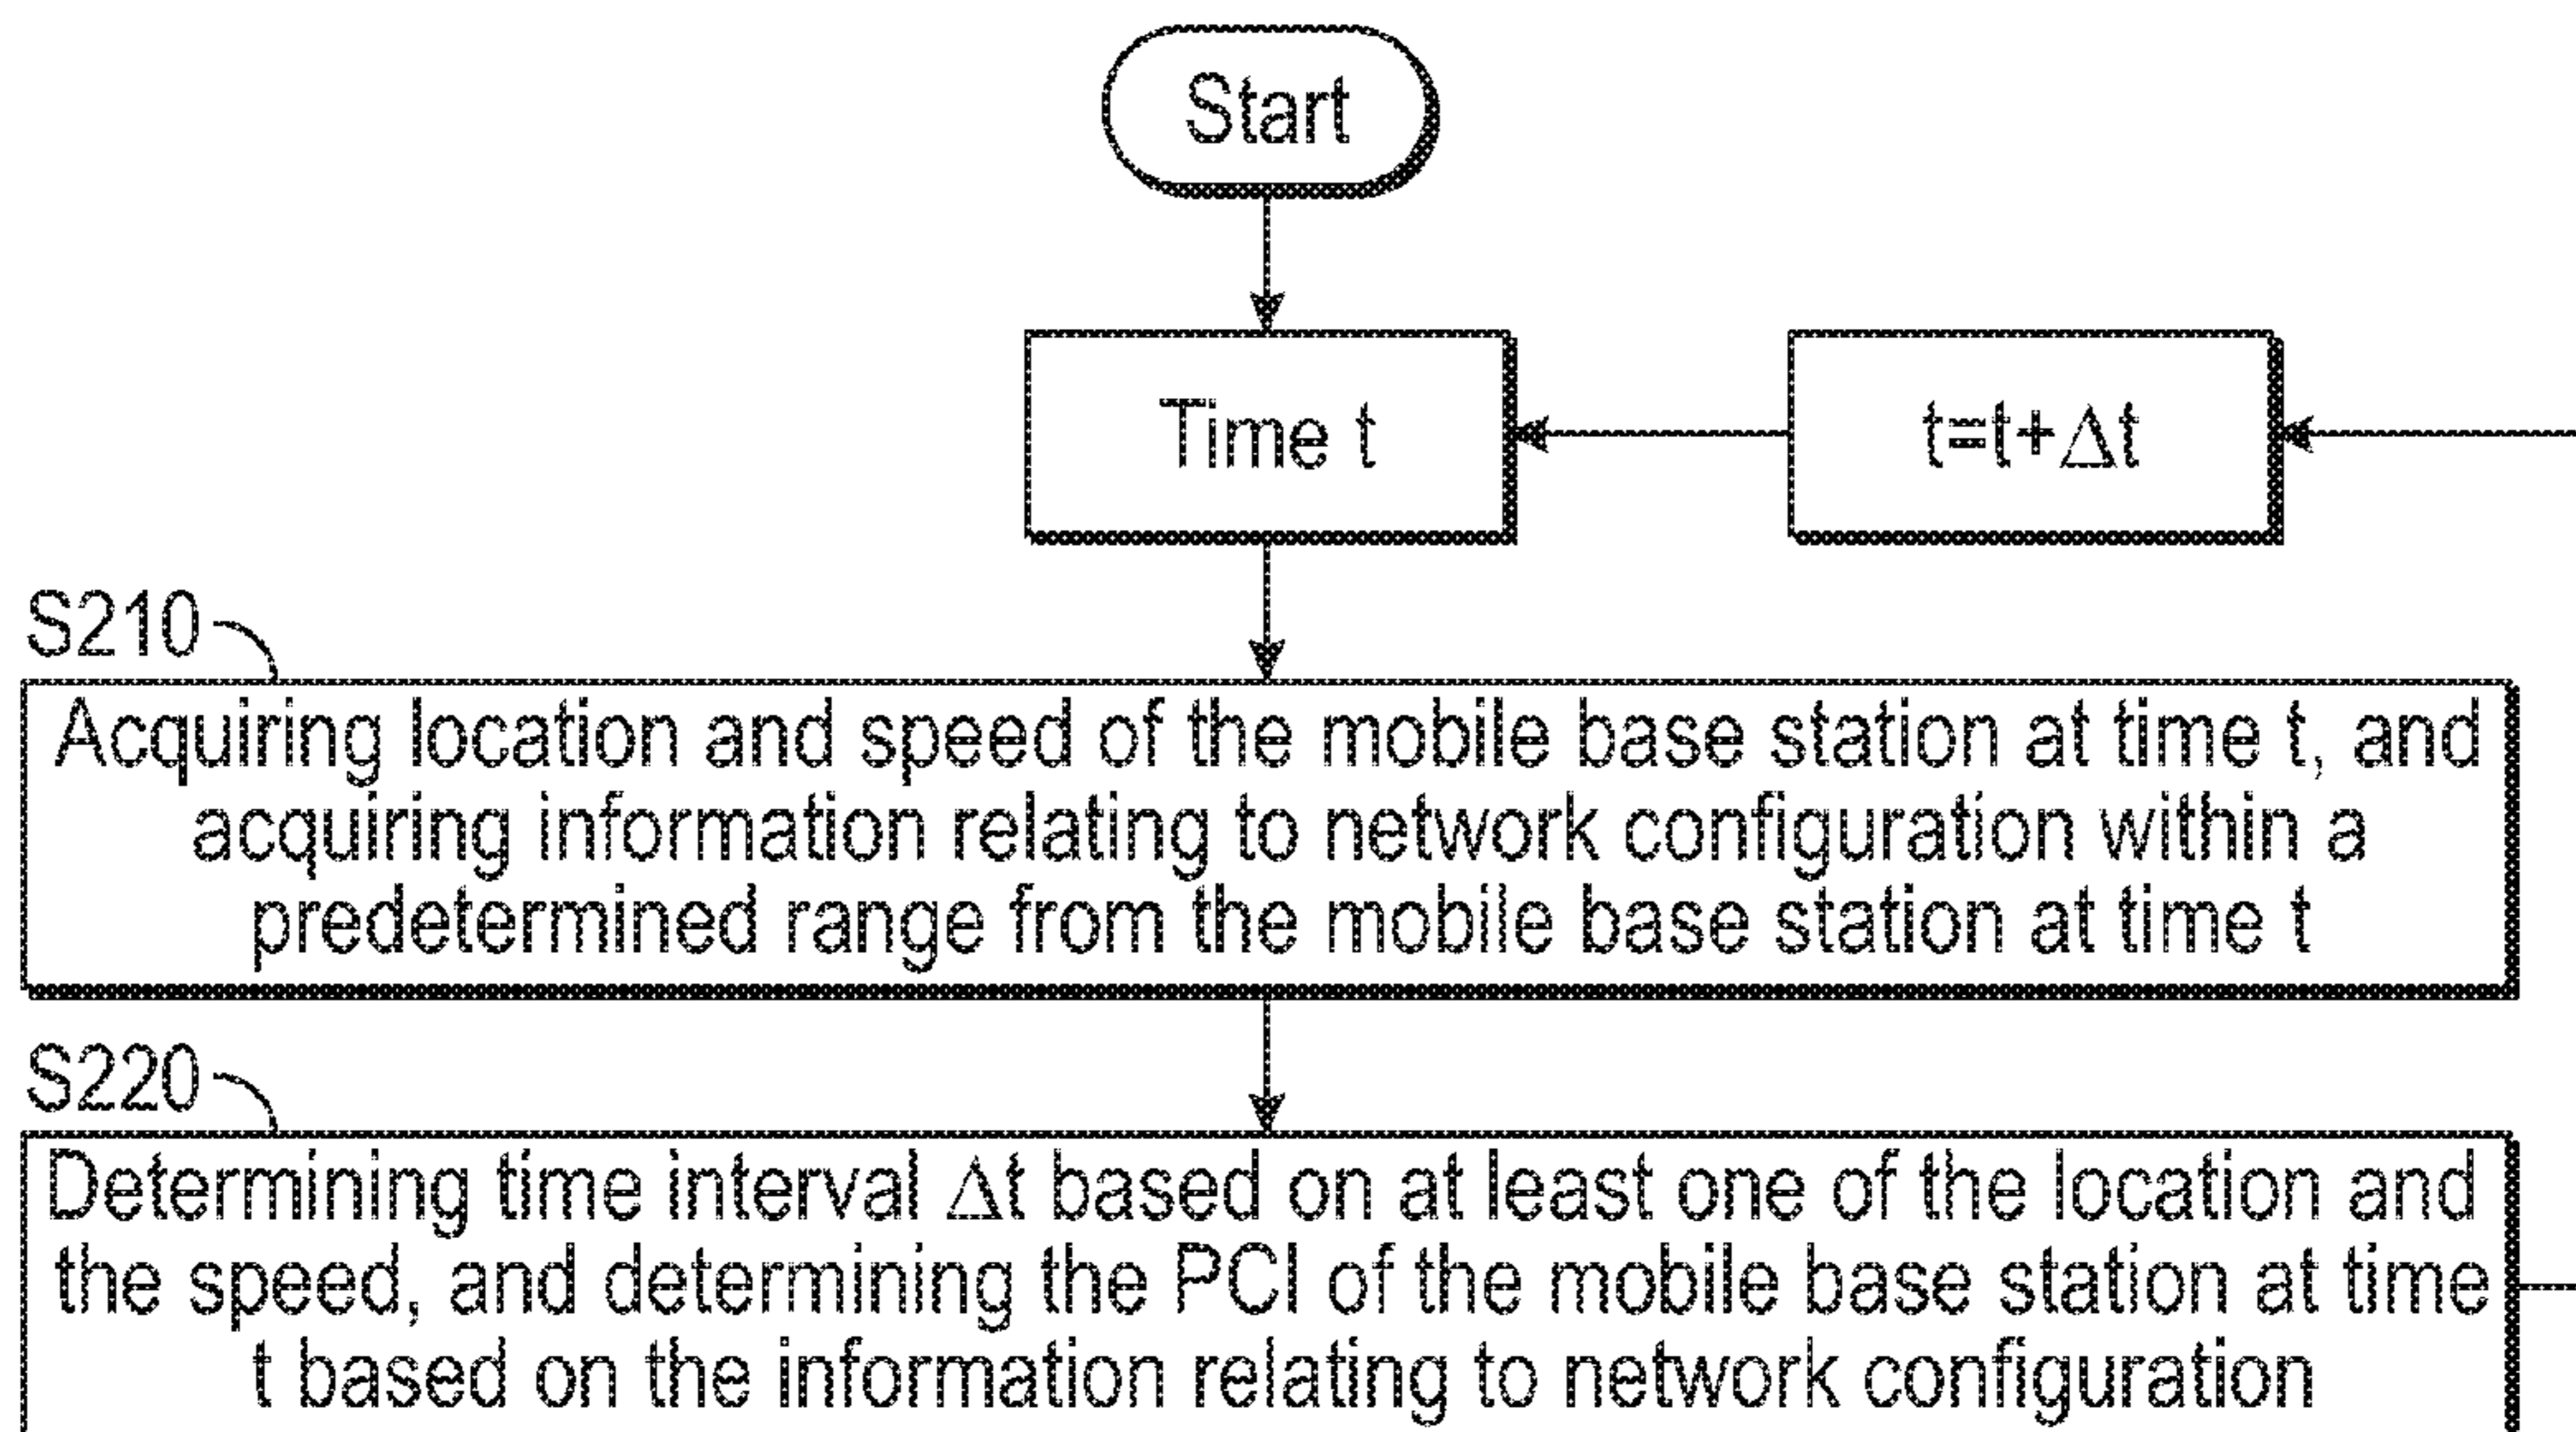 Start
Time t
t=t+Δt
S210
Acquiring location and speed of the mobile base station at time t, and
acquiring information relating to network configuration within a
predetermined range from the mobile base station at time t
S220
Determining time interval Δt based on at least one of the location and
the speed, and determining the PCI of the mobile base station at time
t based on the information relating to network configuration